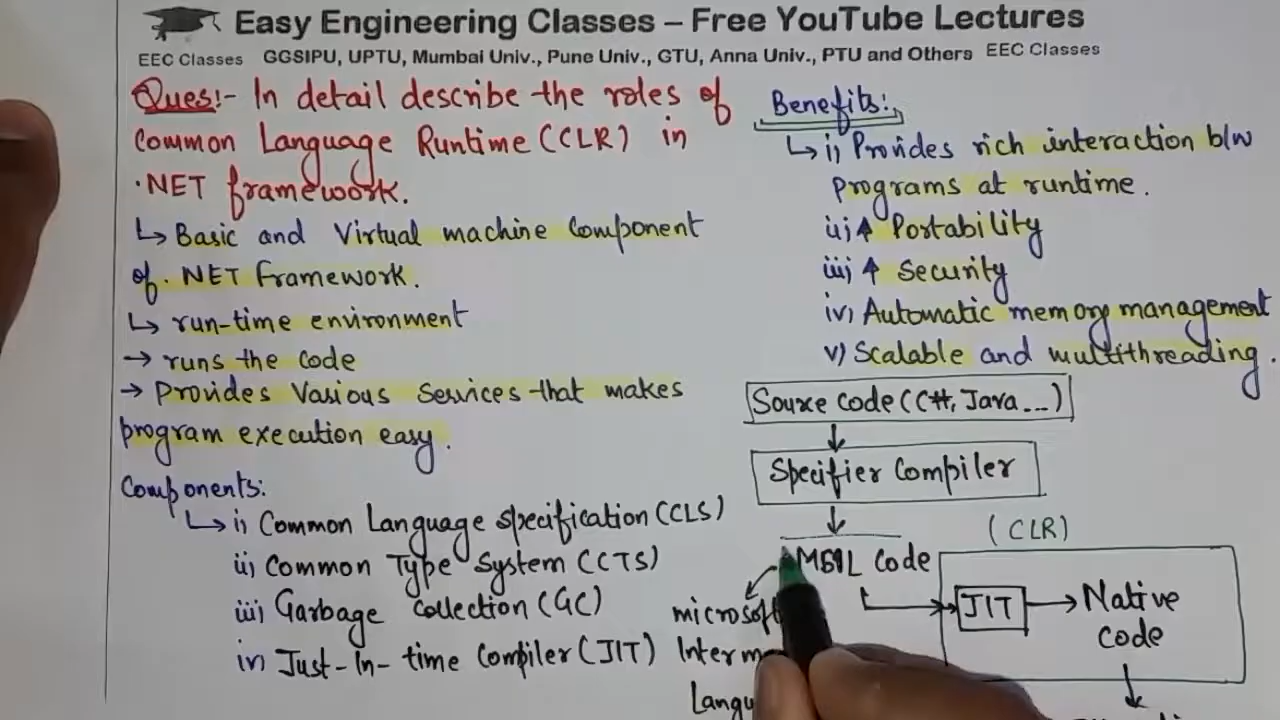 Easy Engineering Classes – Free YouTube Lectures
EEC Classes GGSIPU, UPTU, Mumbai Univ., Pune Univ., GTU, Anna Univ., PTU and Others EEC Classes
Ques:- In detail describe the roles of
Common Language Runtime (CLR) in
.NET framework.
↳ Basic and Virtual machine Component
of .NET Framework.
↳ run-time environment
→ runs the code
→ Provides Various Services that makes
program execution easy.
Components:
↳ i) Common Language Specification (CLS)
ii) Common Type System (CTS)
iii) Garbage Collection (GC)
iv) Just-In-time Compiler (JIT)
Benefits:
↳ i) Provides rich interaction b/w
programs at runtime.
ii) ↑ Portability
iii) ↑ Security
iv) Automatic memory management
v) Scalable and multithreading.
Source Code (C#, Java...)
Specifier Compiler
(CLR)
MSIL Code
JIT → Native
Code
microsoft